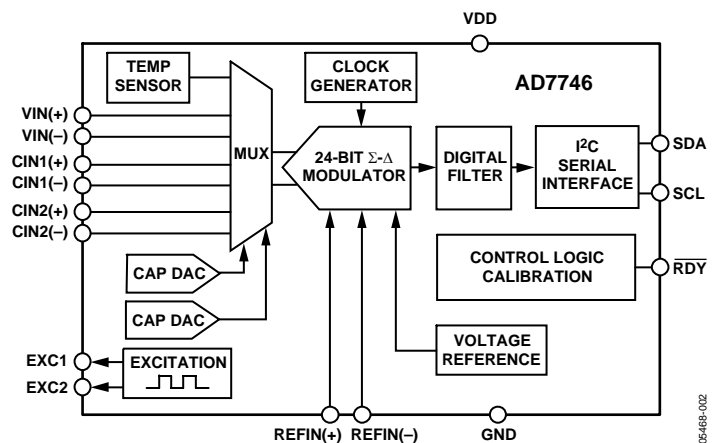 VDD
TEMP
SENSOR
CLOCK
GENERATOR
AD7746
VIN(+)
VIN(–)
CIN1(+)
CIN1(–)
CIN2(+)
CIN2(–)
MUX
24-BIT Σ-Δ
MODULATOR
DIGITAL
FILTER
I²C
SERIAL
INTERFACE
SDA
SCL
CAP DAC
CAP DAC
CONTROL LOGIC
CALIBRATION
R̅D̅Y̅
EXC1
EXC2
EXCITATION
VOLTAGE
REFERENCE
REFIN(+)
REFIN(–)
GND
05468-002